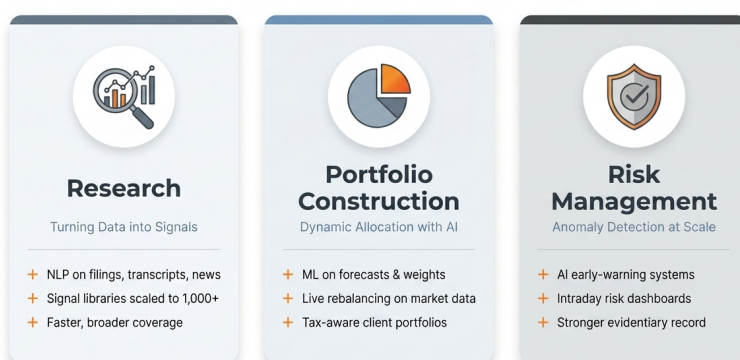 Research
Turning Data into Signals
+ NLP on filings, transcripts, news
+ Signal libraries scaled to 1,000+
+ Faster, broader coverage
Portfolio
Construction
Dynamic Allocation with AI
+ ML on forecasts & weights
+ Live rebalancing on market data
+ Tax-aware client portfolios
Risk
Management
Anomaly Detection at Scale
+ AI early-warning systems
+ Intraday risk dashboards
+ Stronger evidentiary record